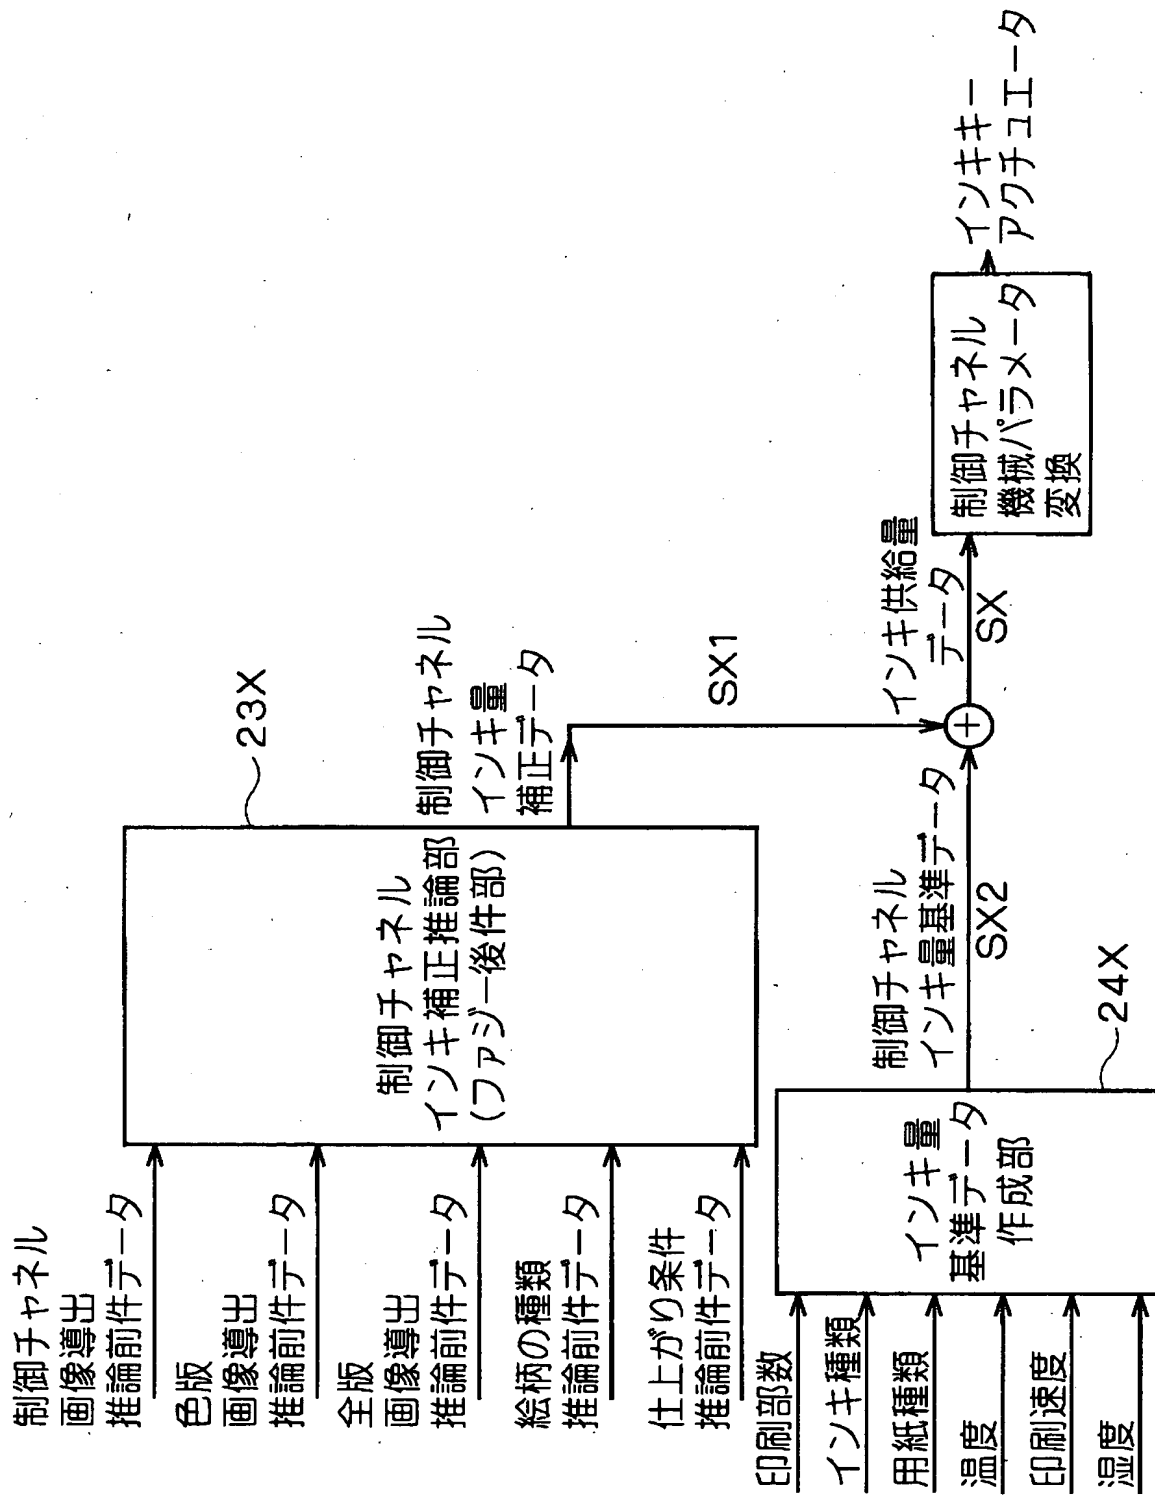 制御チャネル
画像導出
推論前件データ
色版
画像導出
推論前件データ
全版
画像導出
推論前件データ
絵柄の種類
推論前件データ
仕上がり条件
推論前件データ
制御チャネル
インキ補正推論部
(ファジー後件部)
23X
制御チャネル
インキ量
補正データ
SX1
印刷部数
インキ種類
用紙種類
温度
印刷速度
湿度
インキ量
基準データ
作成部
24X
制御チャネル
インキ量基準データ
SX2
+
インキ供給量
データ
SX
制御チャネル
機械パラメータ
変換
インキキー
アクチュエータ